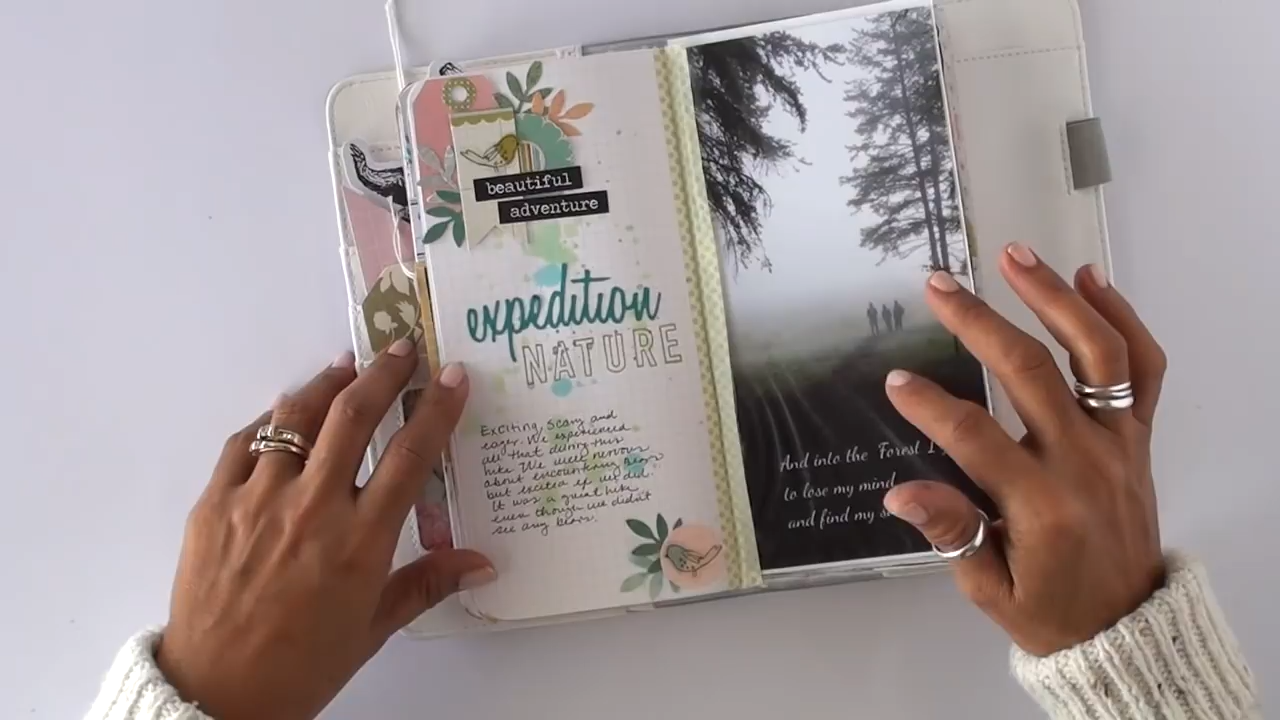 beautiful
adventure
expedition
NATURE
Exciting, Scary and
eager. We experienced
all that during this
hike. We were nervous
about encountering Bears
but excited if we did.
It was a great hike
even though we didn't
see any Bears.
And into the Forest I
to lose my mind
and find my